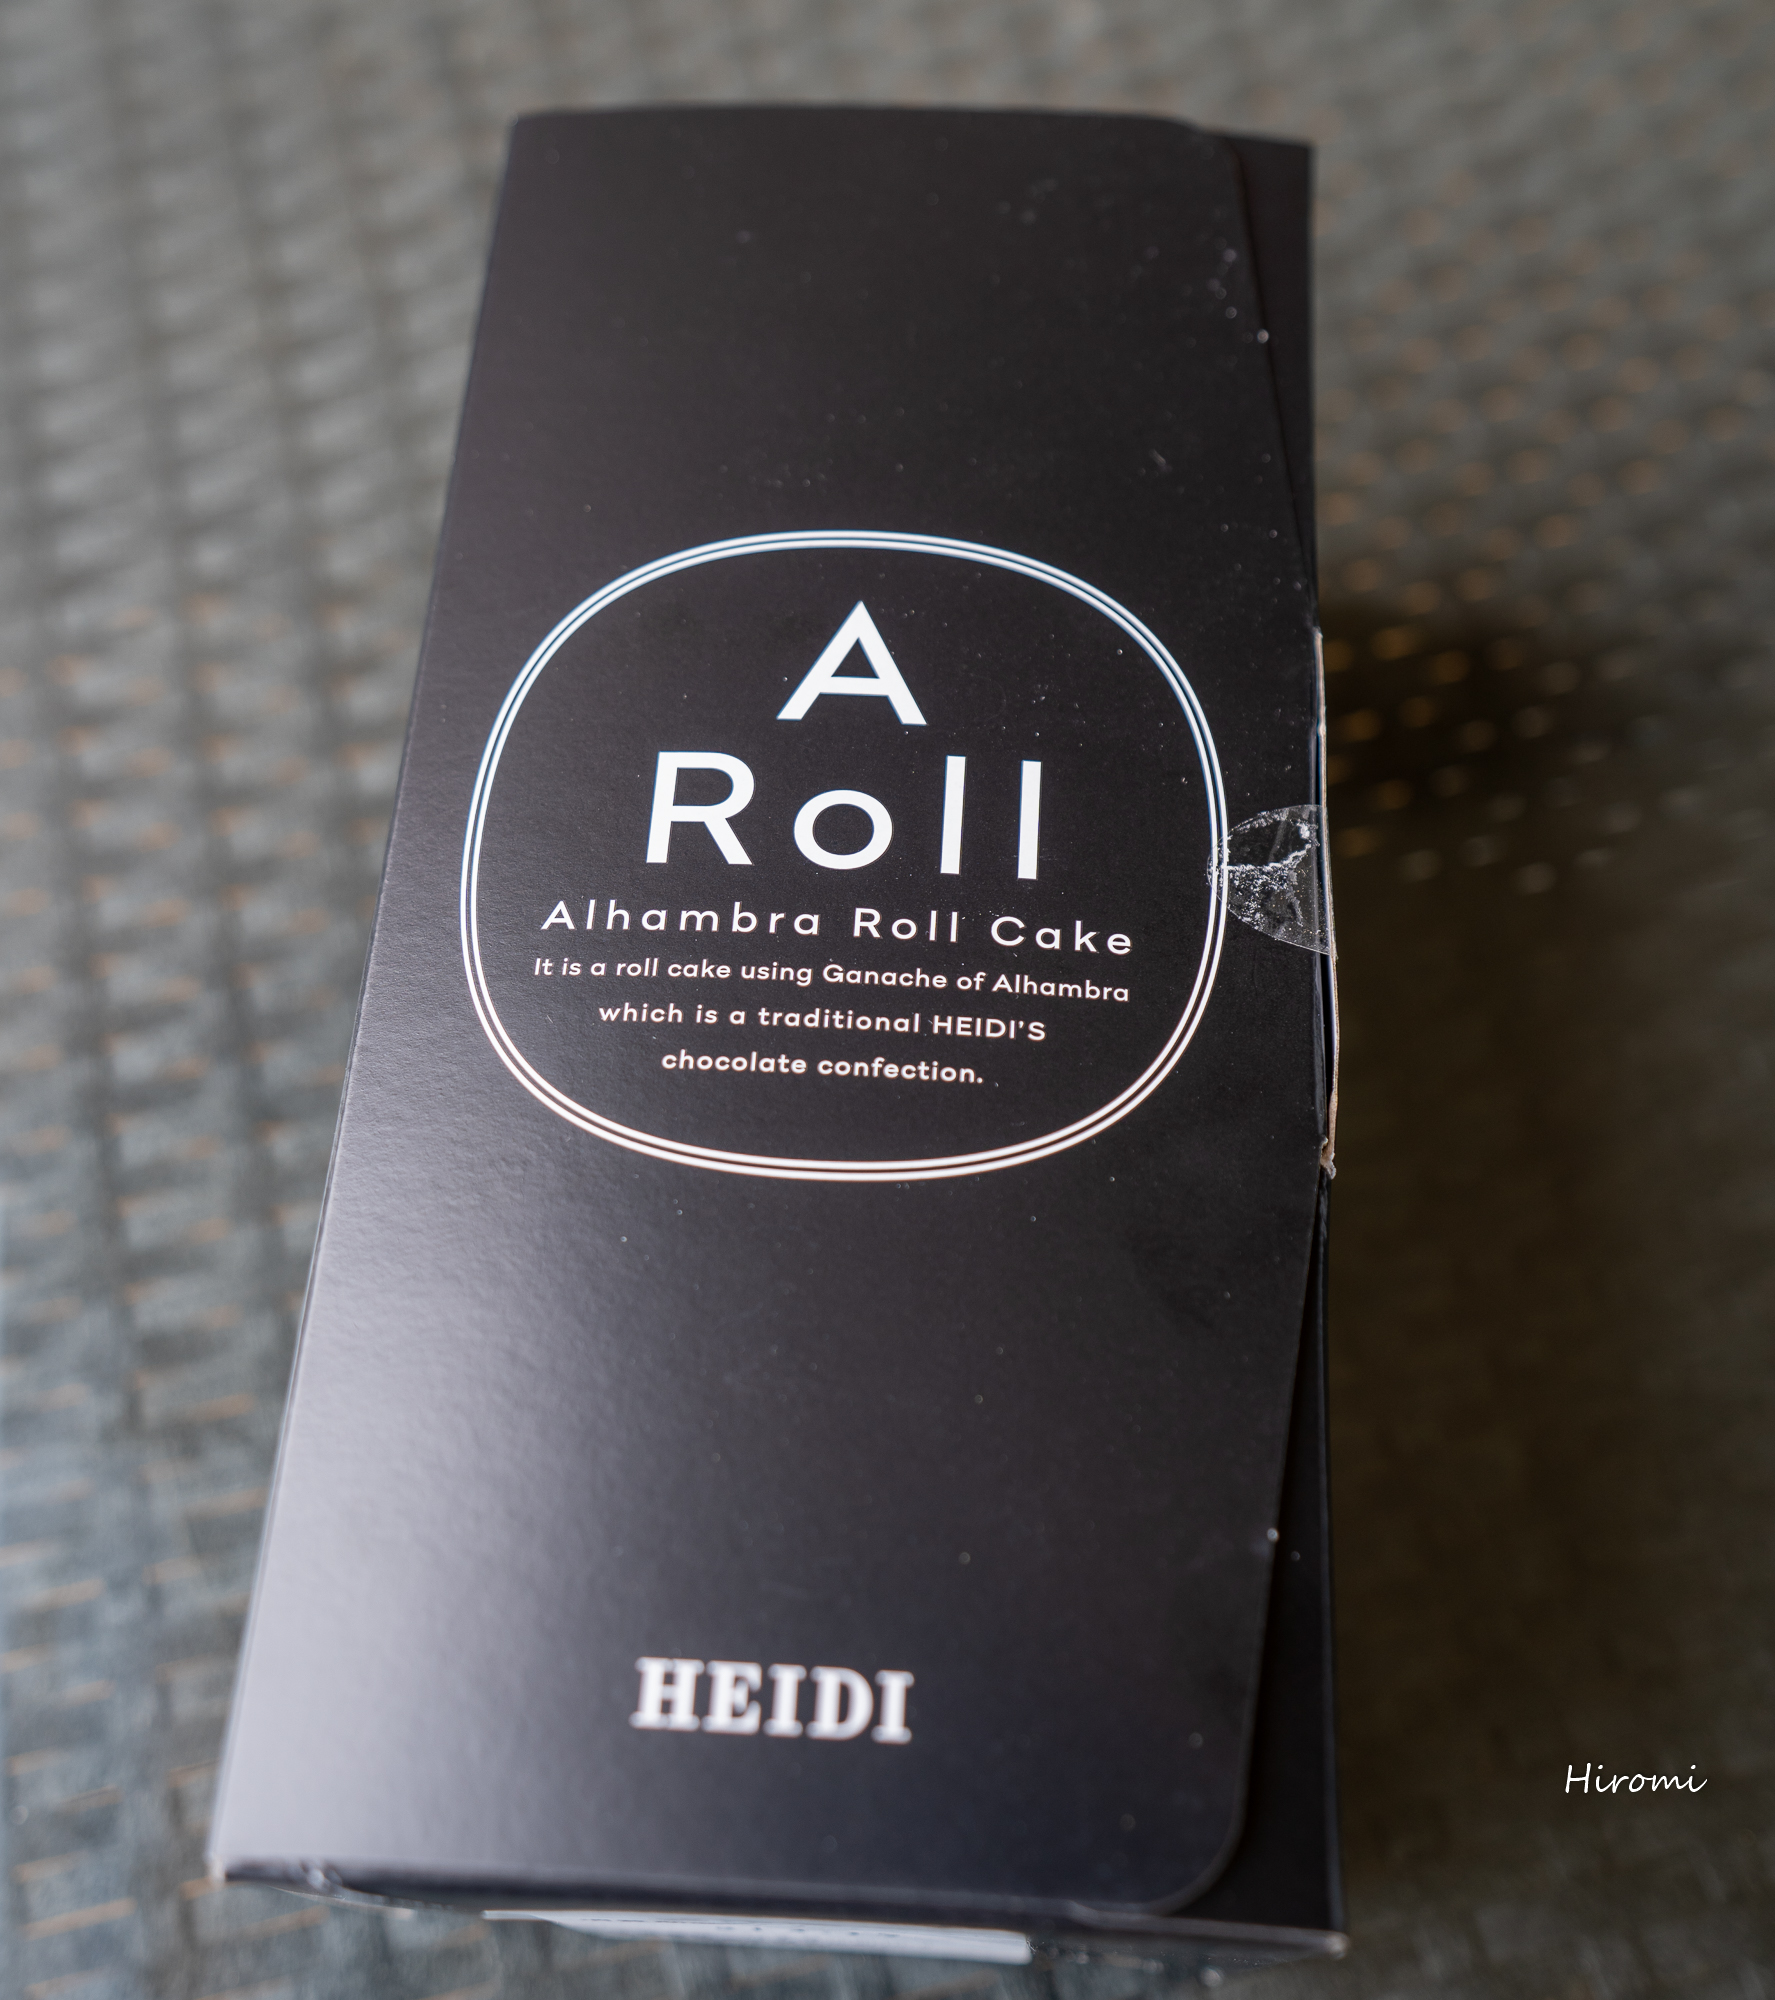 A
Roll
Alhambra Roll Cake
It is a roll cake using Ganache of Alhambra
which is a traditional HEIDI'S
chocolate confection.
HEIDI
Hiromi